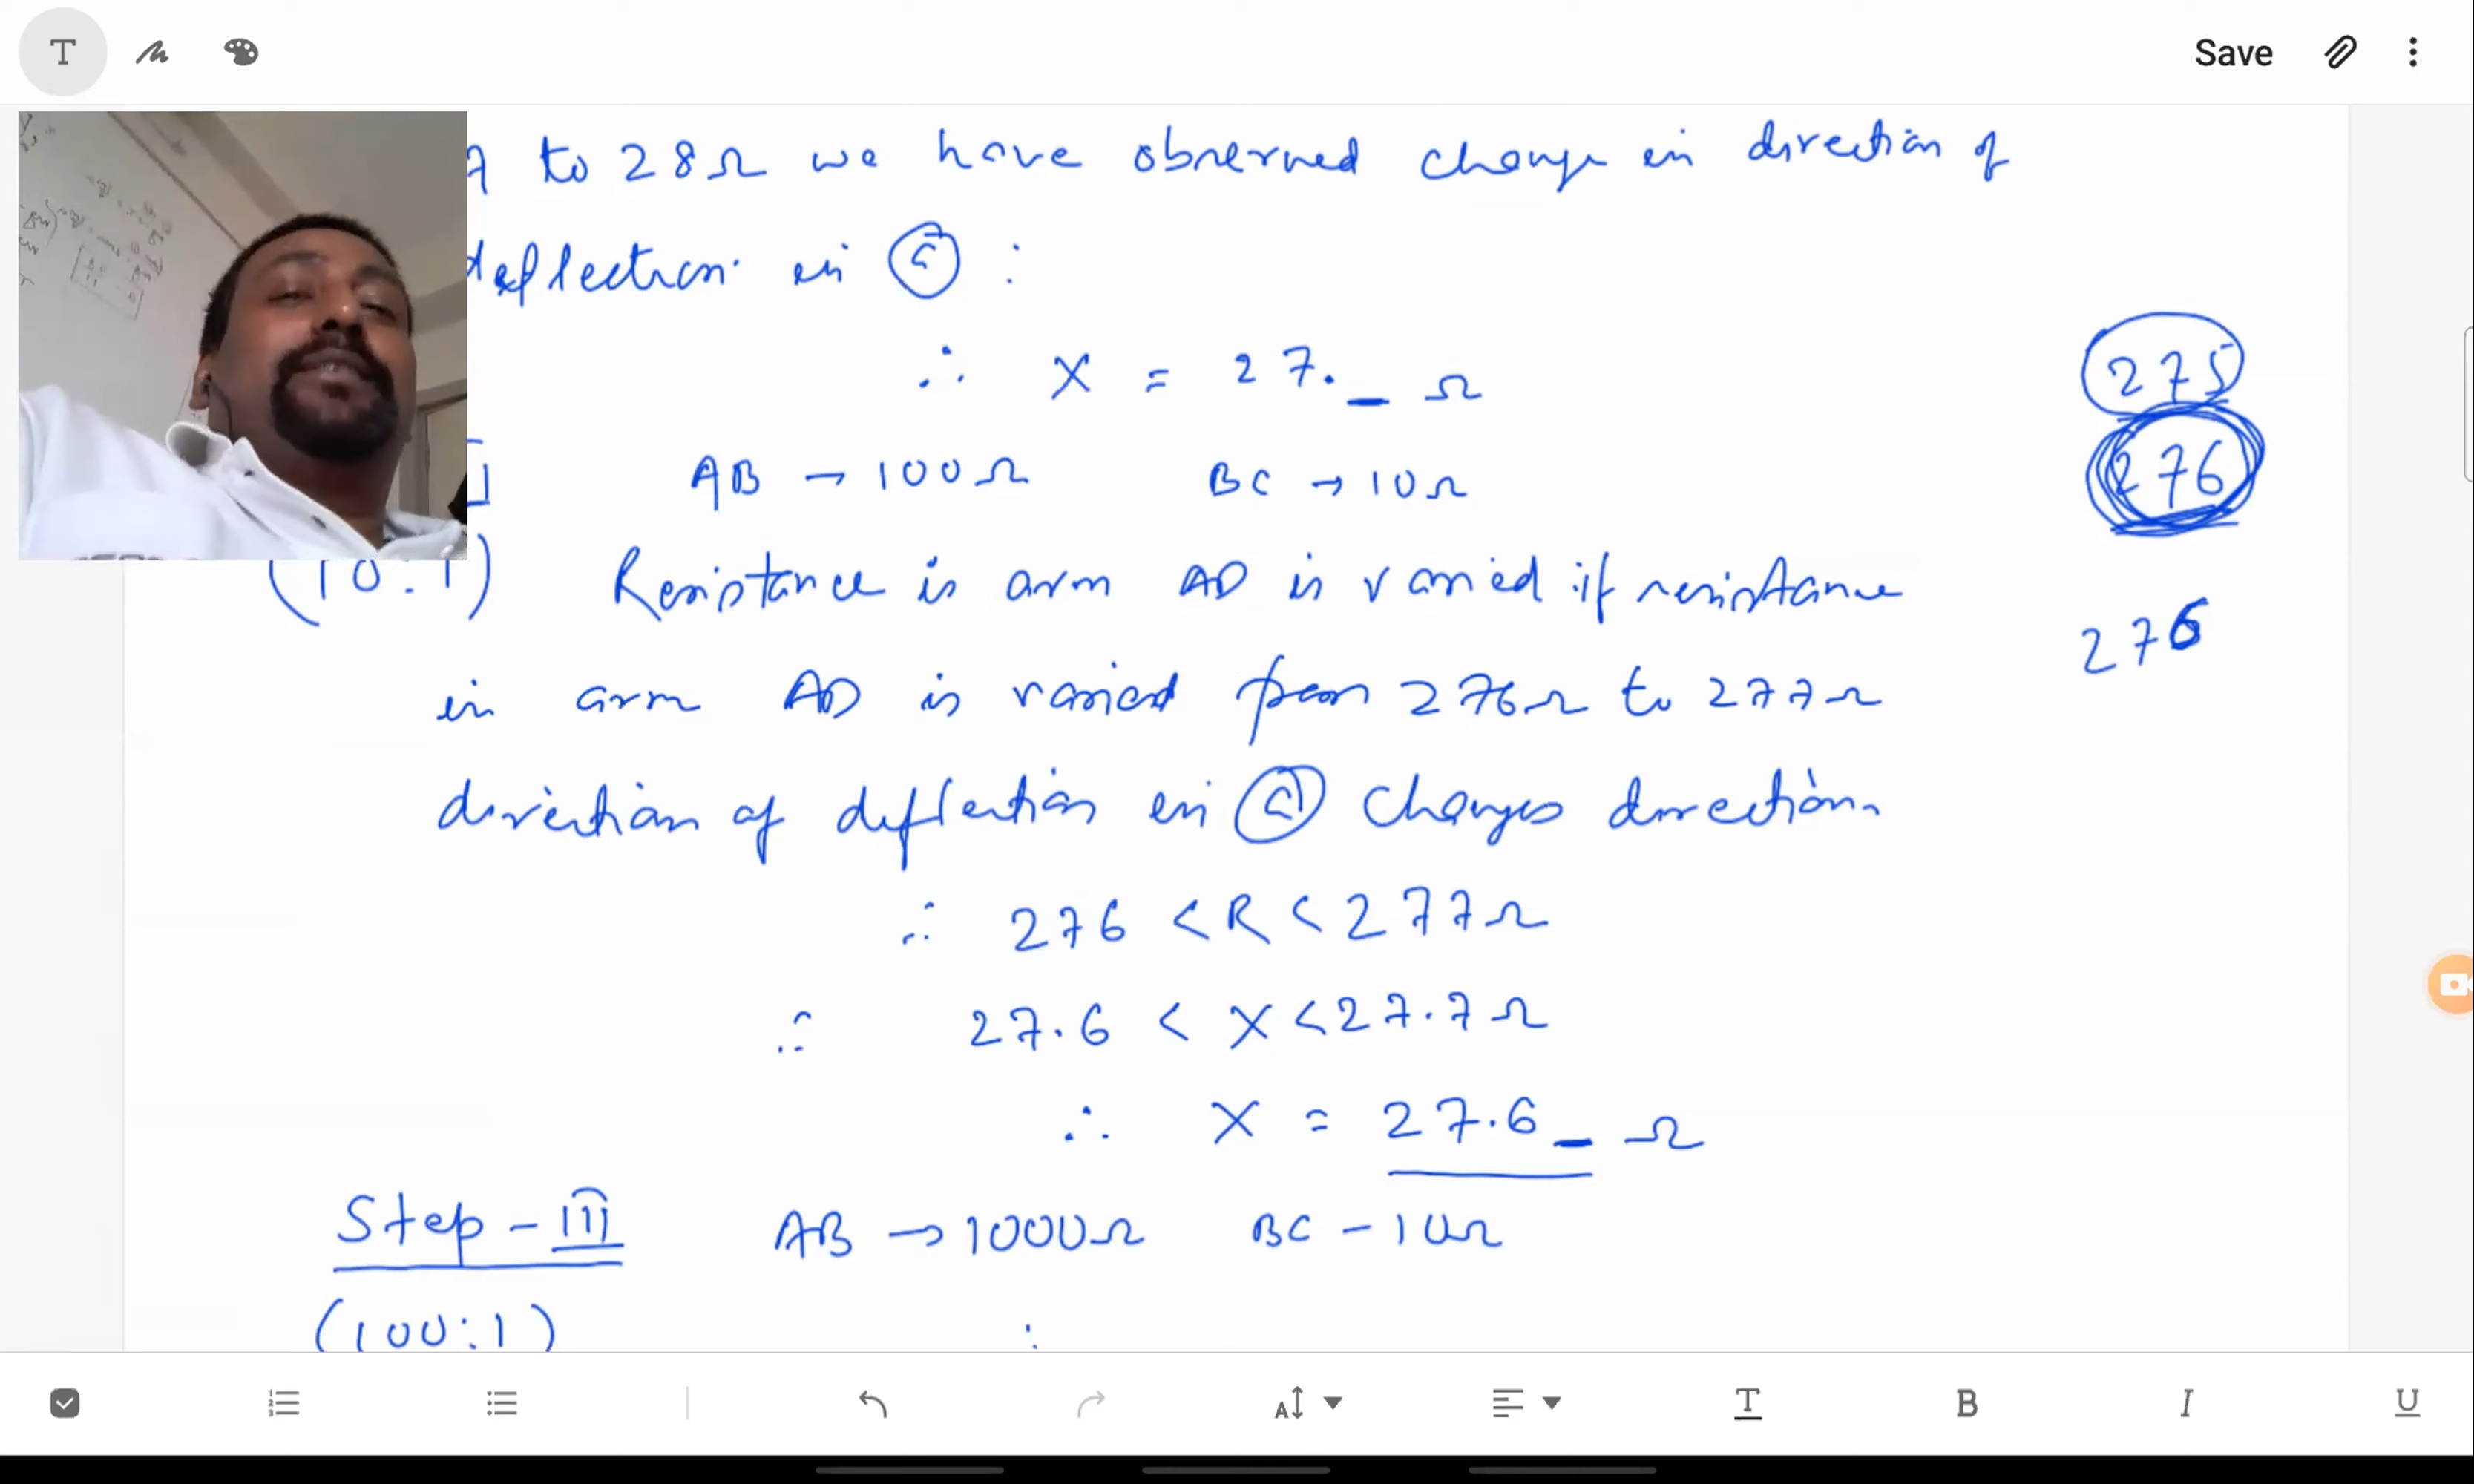 Save
7 to 28Ω we have observed change in direction of
deflection in G :
∴ X = 27._ Ω
275
AB → 100Ω BC → 10Ω
276
(10:1) Resistance is arm AD is varied if resistance
276
in arm AD is varied from 276Ω to 277Ω
direction of deflection in G changes direction.
∴ 276 < R < 277Ω
∴ 27.6 < X < 27.7Ω
∴ X = 27.6_ Ω
Step - III AB → 1000Ω BC - 10Ω
(100:1) :